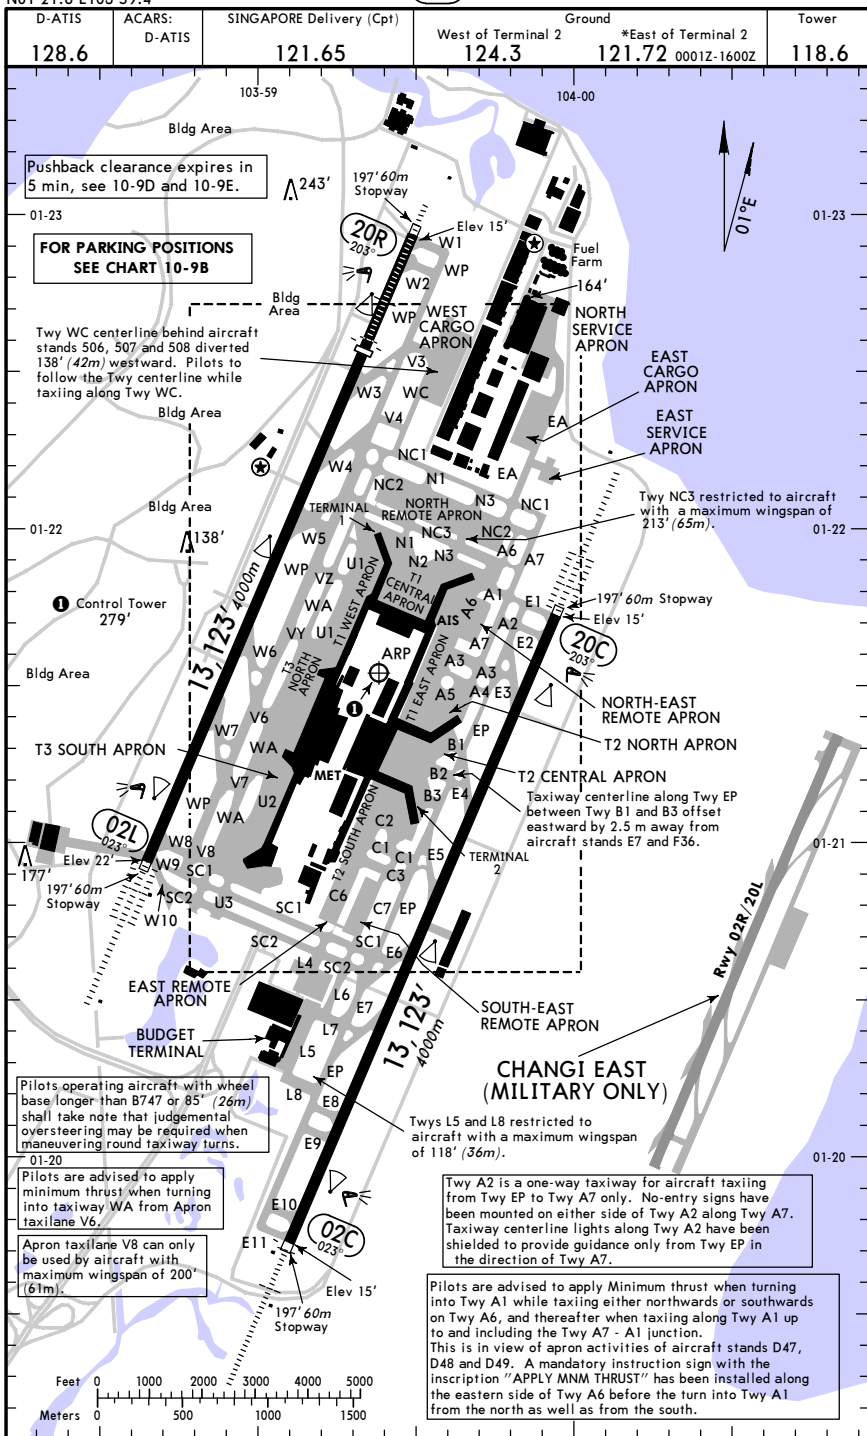 N01 21.6 E103 59.4
D-ATIS
128.6
ACARS:
D-ATIS
SINGAPORE Delivery (Cpt)
121.65
Ground
West of Terminal 2
124.3
*East of Terminal 2
121.72 0001Z-1600Z
Tower
118.6
103-59
104-00
Bldg Area
Pushback clearance expires in
5 min, see 10-9D and 10-9E.
243'
197' 60m
Stopway
01°E
01-23
01-23
20R
203°
Elev 15'
W1
FOR PARKING POSITIONS
SEE CHART 10-9B
WP
W2
Fuel
Farm
164'
Bldg
Area
WP
WEST
CARGO
APRON
NORTH
SERVICE
APRON
Twy WC centerline behind aircraft
stands 506, 507 and 508 diverted
138' (42m) westward. Pilots to
follow the Twy centerline while
taxiing along Twy WC.
V3
W3
WC
EAST
CARGO
APRON
Bldg Area
V4
EA
EAST
SERVICE
APRON
NC1
W4
N1
EA
NC2
N3
NC1
Twy NC3 restricted to aircraft
with a maximum wingspan of
213' (65m).
TERMINAL
1
NORTH
REMOTE APRON
Bldg Area
01-22
01-22
138'
W5
NC3
NC2
N1
N3
A6
A7
N2
U1
WP
VZ
T1 WEST APRON
T1
CENTRAL
APRON
1 Control Tower
279'
WA
A6
A1
E1
197' 60m Stopway
Elev 15'
AIS
A2
20C
203°
VY
U1
13,123' 4000m
W6
ARP
A7
E2
A3
T3
NORTH
APRON
T1 EAST APRON
A3
A5
A4
E3
Bldg Area
1
NORTH-EAST
REMOTE APRON
V6
W7
EP
T2 NORTH APRON
T3 SOUTH APRON
WA
B1
MET
B2
T2 CENTRAL APRON
V7
E4
B3
U2
WP
WA
Taxiway centerline along Twy EP
between Twy B1 and B3 offset
eastward by 2.5 m away from
aircraft stands E7 and F36.
02L
023°
T2 SOUTH APRON
C2
W8
V8
C1
C1
E5
TERMINAL
2
01-21
01-21
Elev 22'
W9
SC1
177'
C3
197' 60m
Stopway
SC2
U3
C6
SC1
C7
EP
W10
SC2
SC1
E6
L4
SC2
Rwy 02R/20L
EAST REMOTE
APRON
L6
E7
SOUTH-EAST
REMOTE APRON
BUDGET
TERMINAL
L7
13,123'
4000m
L5
EP
CHANGI EAST
(MILITARY ONLY)
Pilots operating aircraft with wheel
base longer than B747 or 85' (26m)
shall take note that judgemental
oversteering may be required when
maneuvering round taxiway turns.
L8
E8
Twys L5 and L8 restricted to
aircraft with a maximum wingspan
of 118' (36m).
E9
01-20
01-20
Pilots are advised to apply
minimum thrust when turning
into taxiway WA from Apron
taxilane V6.
Twy A2 is a one-way taxiway for aircraft taxiing
from Twy EP to Twy A7 only. No-entry signs have
been mounted on either side of Twy A2 along Twy A7.
Taxiway centerline lights along Twy A2 have been
shielded to provide guidance only from Twy EP in
the direction of Twy A7.
E10
02C
023°
E11
Apron taxilane V8 can only
be used by aircraft with
maximum wingspan of 200'
(61m).
Elev 15'
197' 60m
Stopway
Pilots are advised to apply Minimum thrust when turning
into Twy A1 while taxiing either northwards or southwards
on Twy A6, and thereafter when taxiing along Twy A1 up
to and including the Twy A7 - A1 junction.
This is in view of apron activities of aircraft stands D47,
D48 and D49. A mandatory instruction sign with the
inscription "APPLY MNM THRUST" has been installed along
the eastern side of Twy A6 before the turn into Twy A1
from the north as well as from the south.
Feet 0 1000 2000 3000 4000 5000
Meters 0 500 1000 1500